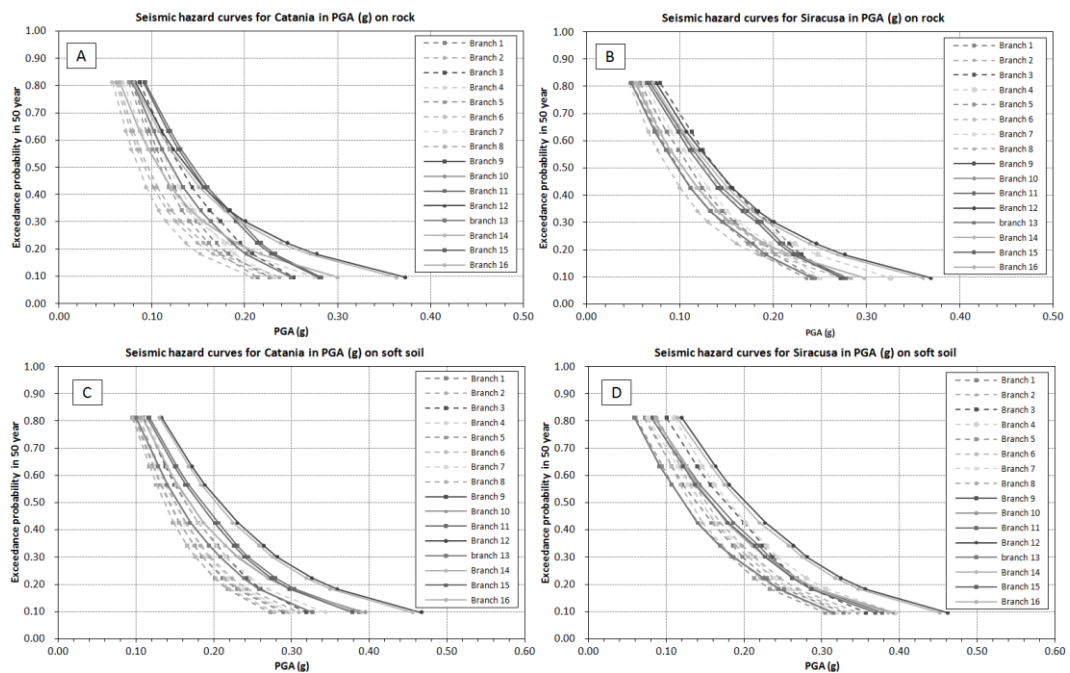 Seismic hazard curves for Catania in PGA (g) on rock
A
Exceedance probability in 50 year
1.00
0.90
0.80
0.70
0.60
0.50
0.40
0.30
0.20
0.10
0.00
0.00 0.10 0.20 0.30 0.40 0.50
PGA (g)
Branch 1
Branch 2
Branch 3
Branch 4
Branch 5
Branch 6
Branch 7
Branch 8
Branch 9
Branch 10
Branch 11
Branch 12
branch 13
Branch 14
Branch 15
Branch 16
Seismic hazard curves for Siracusa in PGA (g) on rock
B
Exceedance probability in 50 year
1.00
0.90
0.80
0.70
0.60
0.50
0.40
0.30
0.20
0.10
0.00
0.00 0.10 0.20 0.30 0.40 0.50
PGA (g)
Branch 1
Branch 2
Branch 3
Branch 4
Branch 5
Branch 6
Branch 7
Branch 8
Branch 9
Branch 10
Branch 11
Branch 12
branch 13
Branch 14
Branch 15
Branch 16
Seismic hazard curves for Catania in PGA (g) on soft soil
C
Exceedance probability in 50 year
1.00
0.90
0.80
0.70
0.60
0.50
0.40
0.30
0.20
0.10
0.00
0.00 0.10 0.20 0.30 0.40 0.50 0.60
PGA (g)
Branch 1
Branch 2
Branch 3
Branch 4
Branch 5
Branch 6
Branch 7
Branch 8
Branch 9
Branch 10
Branch 11
Branch 12
branch 13
Branch 14
Branch 15
Branch 16
Seismic hazard curves for Siracusa in PGA (g) on soft soil
D
Exceedance probability in 50 year
1.00
0.90
0.80
0.70
0.60
0.50
0.40
0.30
0.20
0.10
0.00
0.00 0.10 0.20 0.30 0.40 0.50 0.60
PGA (g)
Branch 1
Branch 2
Branch 3
Branch 4
Branch 5
Branch 6
Branch 7
Branch 8
Branch 9
Branch 10
Branch 11
Branch 12
branch 13
Branch 14
Branch 15
Branch 16